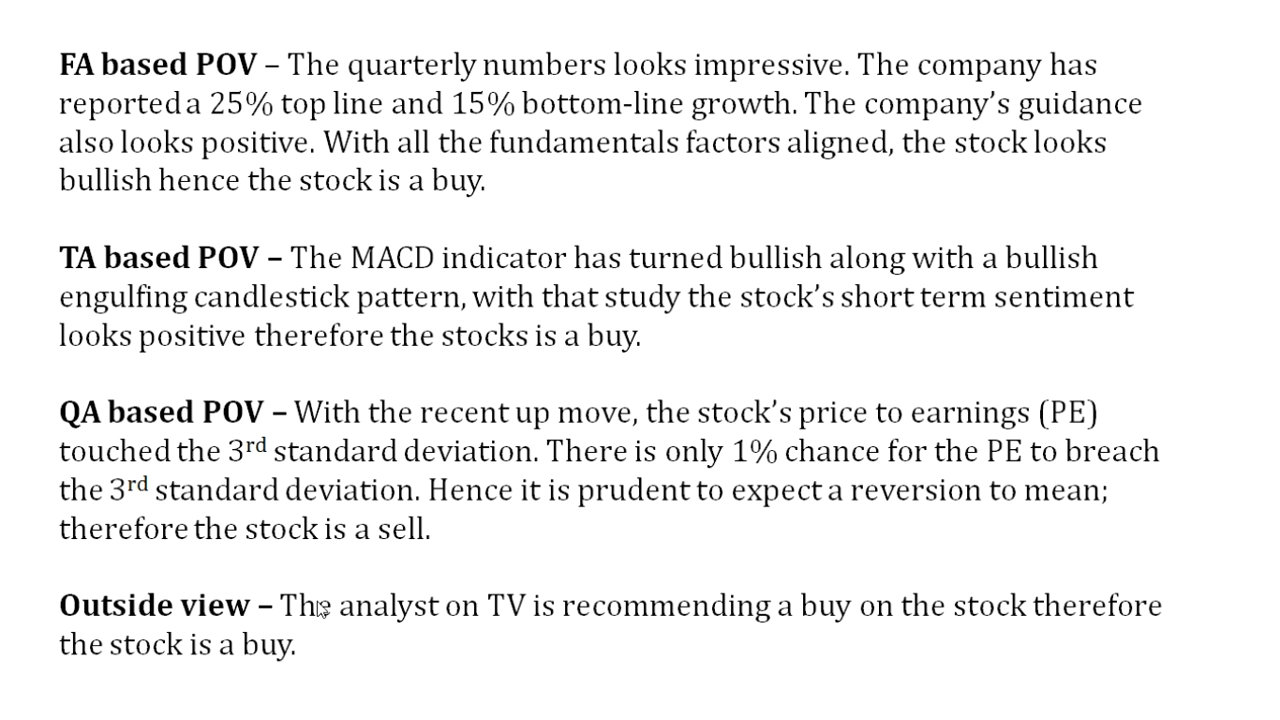 FA based POV – The quarterly numbers looks impressive. The company has
reported a 25% top line and 15% bottom-line growth. The company’s guidance
also looks positive. With all the fundamentals factors aligned, the stock looks
bullish hence the stock is a buy.
TA based POV – The MACD indicator has turned bullish along with a bullish
engulfing candlestick pattern, with that study the stock’s short term sentiment
looks positive therefore the stocks is a buy.
QA based POV – With the recent up move, the stock’s price to earnings (PE)
touched the 3rd standard deviation. There is only 1% chance for the PE to breach
the 3rd standard deviation. Hence it is prudent to expect a reversion to mean;
therefore the stock is a sell.
Outside view – The analyst on TV is recommending a buy on the stock therefore
the stock is a buy.